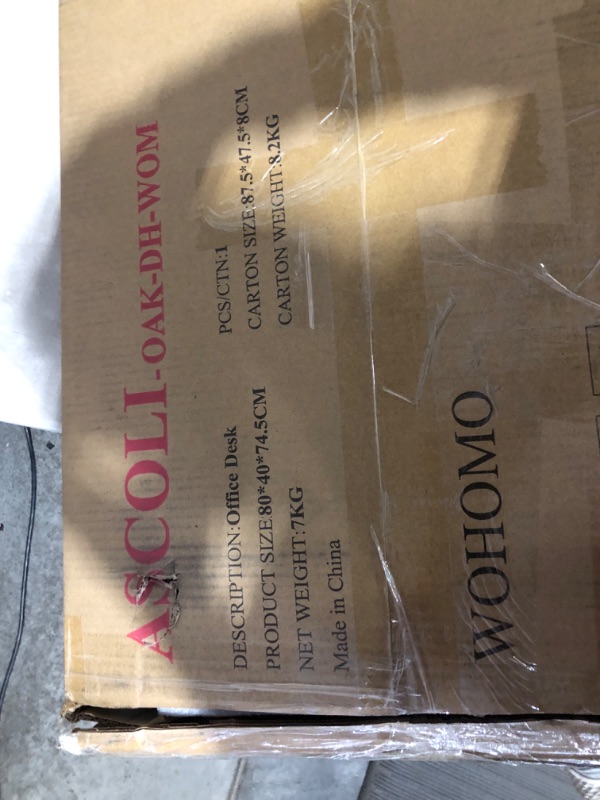 ASCOLI-OAK-DH-WOM
DESCRIPTION:Office Desk
PRODUCT SIZE:80*40*74.5CM
NET WEIGHT:7KG
Made in China
PCS/CTN:1
CARTON SIZE:87.5*47.5*8CM
CARTON WEIGHT:8.2KG
WOHOMO